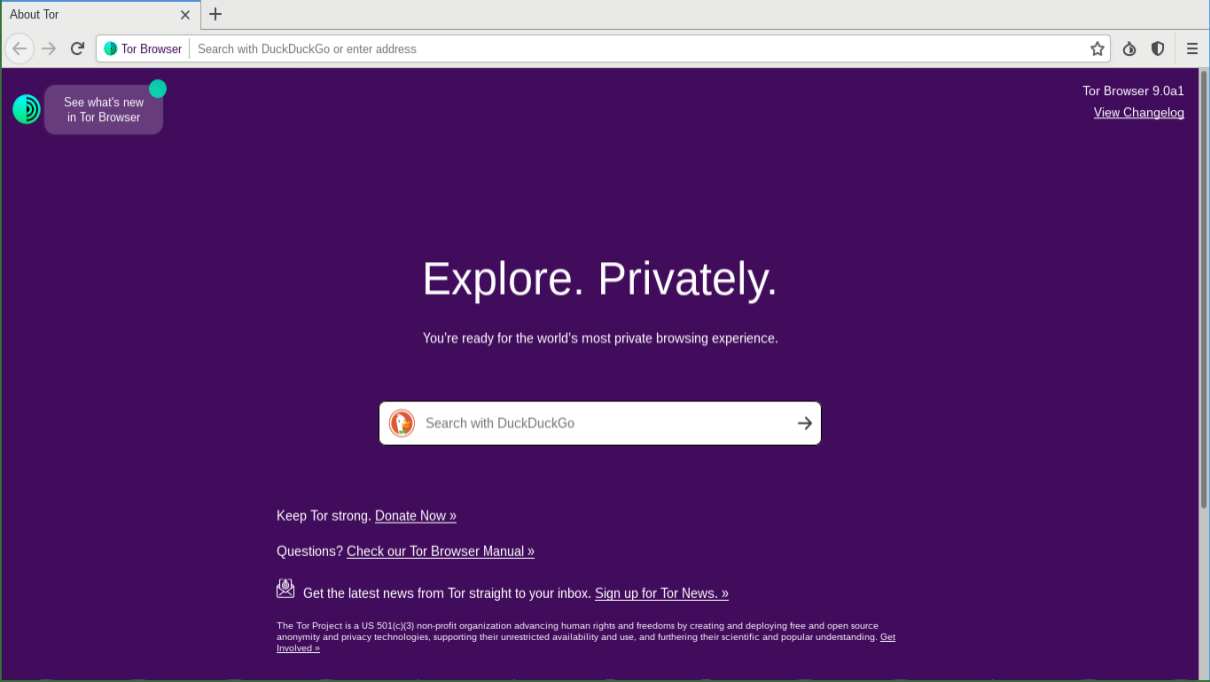 About Tor
Tor Browser Search with DuckDuckGo or enter address
See what's new
in Tor Browser
Tor Browser 9.0a1
View Changelog
Explore. Privately.
You're ready for the world's most private browsing experience.
Search with DuckDuckGo
Keep Tor strong. Donate Now »
Questions? Check our Tor Browser Manual »
Get the latest news from Tor straight to your inbox. Sign up for Tor News. »
The Tor Project is a US 501(c)(3) non-profit organization advancing human rights and freedoms by creating and deploying free and open source
anonymity and privacy technologies, supporting their unrestricted availability and use, and furthering their scientific and popular understanding. Get
Involved »